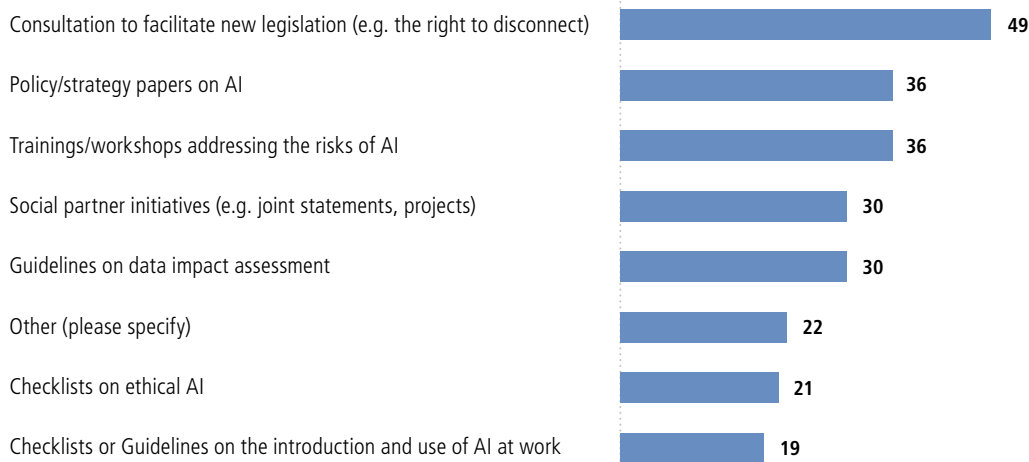 Consultation to facilitate new legislation (e.g. the right to disconnect) 49
Policy/strategy papers on AI 36
Trainings/workshops addressing the risks of AI 36
Social partner initiatives (e.g. joint statements, projects) 30
Guidelines on data impact assessment 30
Other (please specify) 22
Checklists on ethical AI 21
Checklists or Guidelines on the introduction and use of AI at work 19